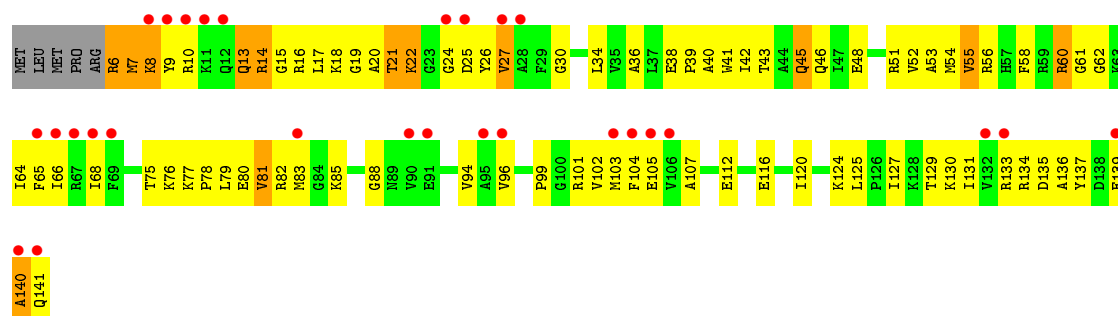 MET LEU MET PRO ARG R6 M7 K8 Y9 R10 K11 Q12 Q13 R14 G15 R16 L17 K18 G19 A20 T21 K22 G23 G24 D25 Y26 V27 A28 F29 G30 L34 V35 A36 L37 E38 P39 A40 W41 I42 T43 A44 Q45 Q46 I47 E48 R51 V52 A53 M54 V55 R56 H57 F58 R59 R60 G61 G62 K63
I64 F65 I66 R67 I68 F69 T75 K76 K77 P78 L79 E80 V81 R82 M83 G84 K85 G88 N89 V90 E91 V94 A95 V96 P99 G100 R101 V102 M103 F104 E105 V106 A107 E112 E116 I120 K124 L125 P126 I127 K128 T129 K130 I131 V132 R133 R134 D135 A136 Y137 D138 E139
A140 Q141